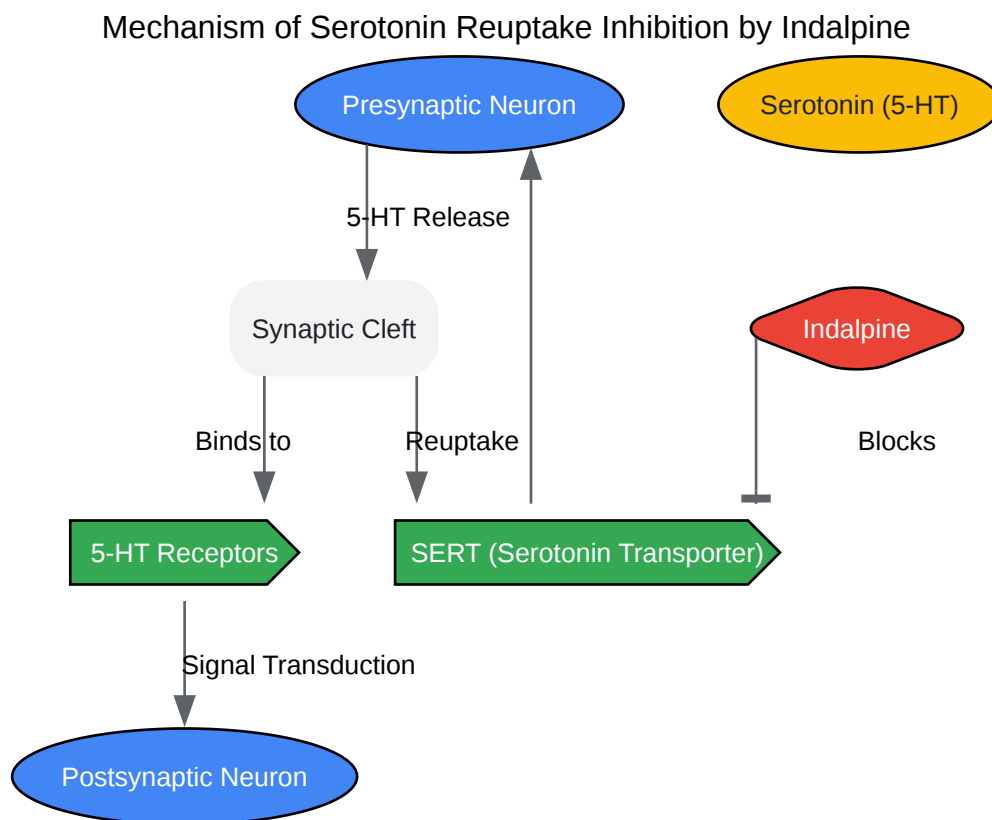 Mechanism of Serotonin Reuptake Inhibition by Indalpine
Presynaptic Neuron
Serotonin (5-HT)
5-HT Release
Synaptic Cleft
Indalpine
Binds to
Reuptake
Blocks
5-HT Receptors
SERT (Serotonin Transporter)
Signal Transduction
Postsynaptic Neuron